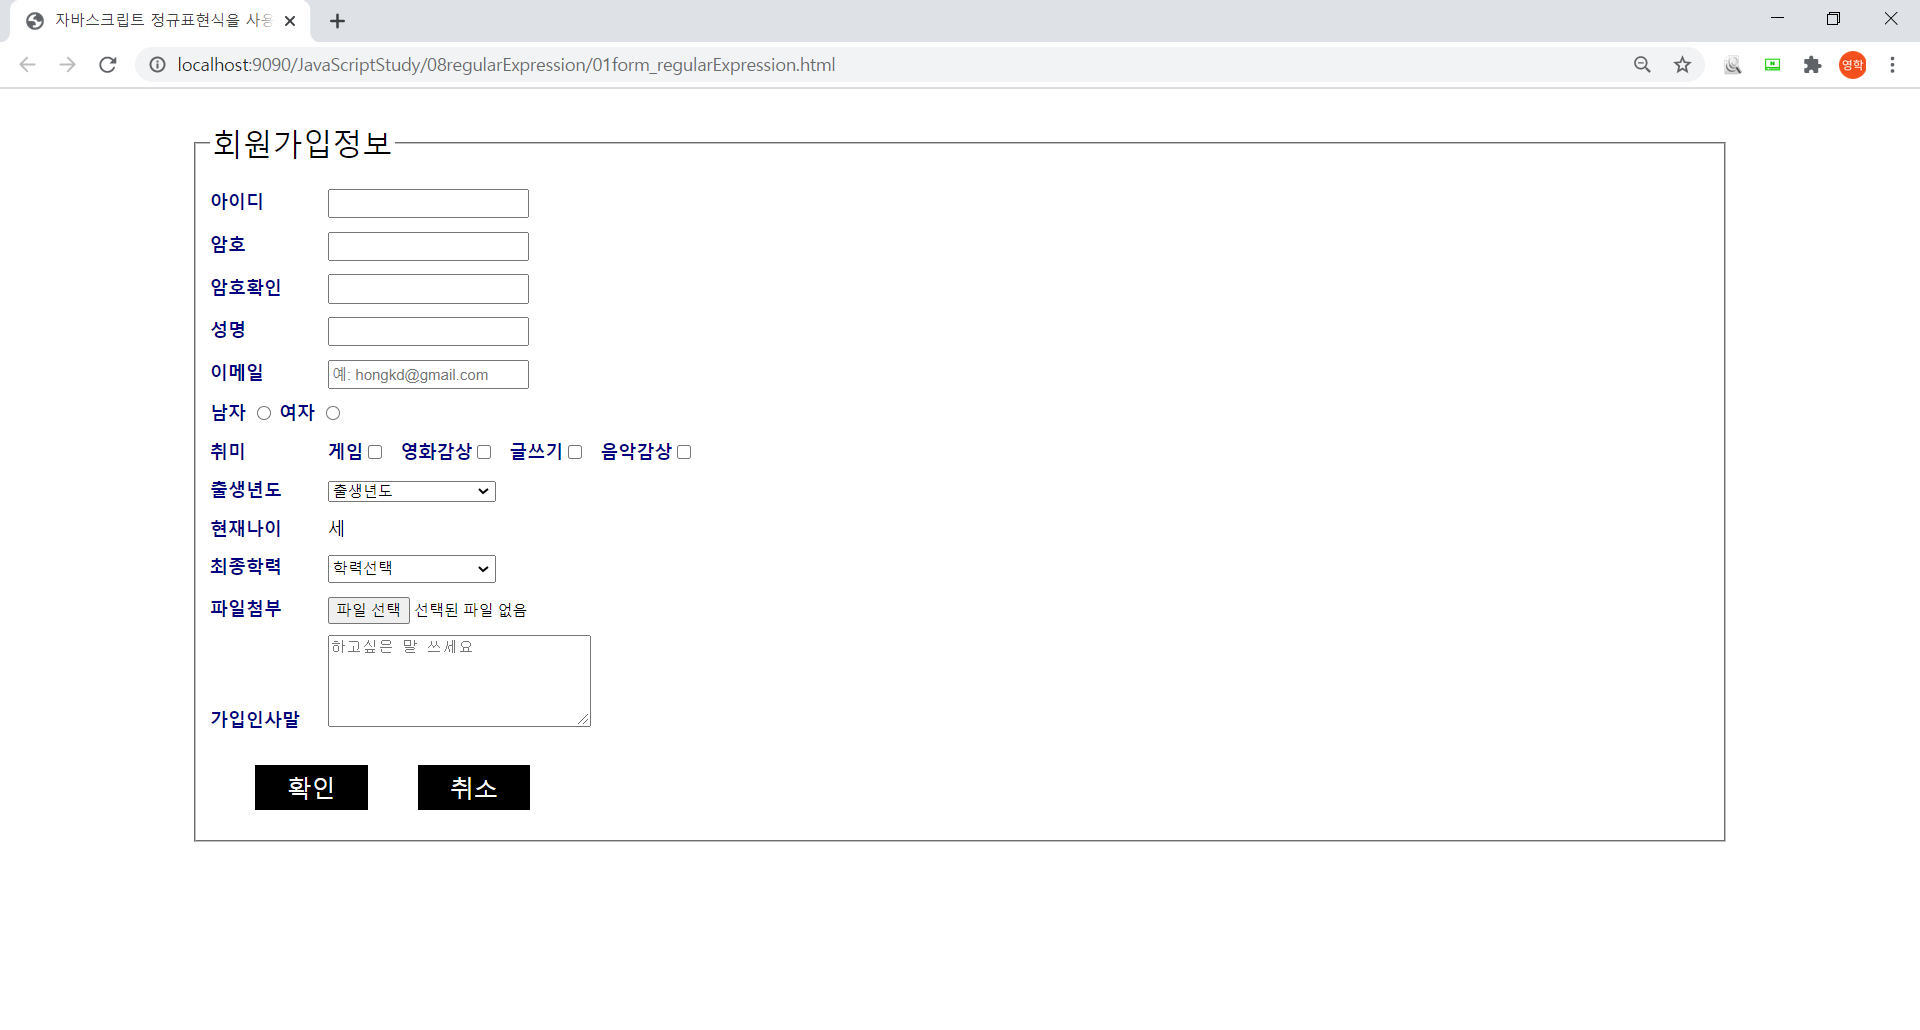 자바스크립트 정규표현식을 사용
localhost:9090/JavaScriptStudy/08regularExpression/01form_regularExpression.html
영학
회원가입정보
아이디
암호
암호확인
성명
이메일 예: hongkd@gmail.com
남자 여자
취미 게임 영화감상 글쓰기 음악감상
출생년도 출생년도
현재나이 세
최종학력 학력선택
파일첨부 파일 선택 선택된 파일 없음
하고싶은 말 쓰세요
가입인사말
확인 취소